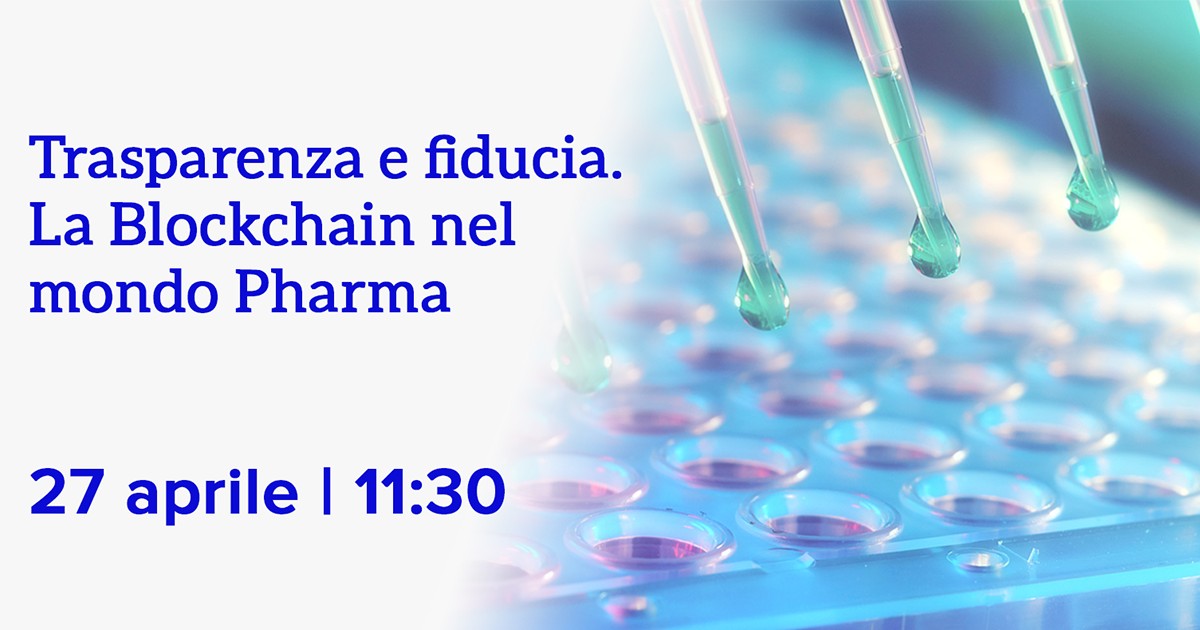 Trasparenza e fiducia.
La Blockchain nel
mondo Pharma
27 aprile | 11:30